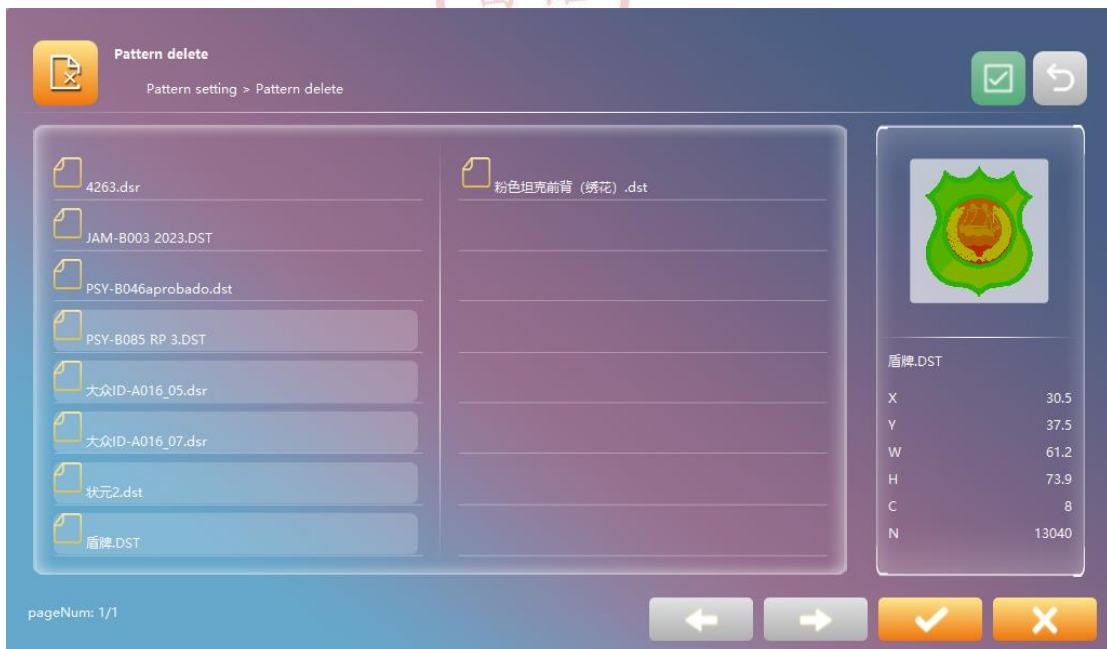 Pattern delete
Pattern setting > Pattern delete
4263.dsr
JAM-B003 2023.DST
PSY-B046aprobado.dst
PSY-B085 RP 3.DST
大众ID-A016_05.dsr
大众ID-A016_07.dsr
状元2.dst
盾牌.DST
粉色坦克前背（绣花）.dst
盾牌.DST
X 30.5
Y 37.5
W 61.2
H 73.9
C 8
N 13040
pageNum: 1/1